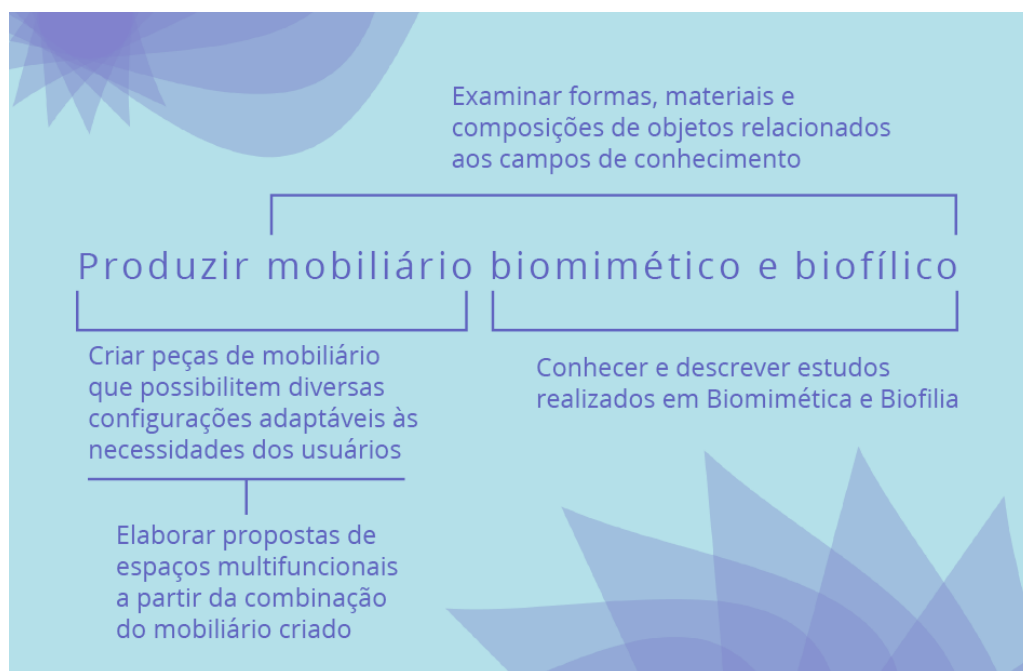 Examinar formas, materiais e
composições de objetos relacionados
aos campos de conhecimento
Produzir mobiliário biomimético e biofílico
Criar peças de mobiliário
que possibilitem diversas
configurações adaptáveis às
necessidades dos usuários
Conhecer e descrever estudos
realizados em Biomimética e Biofilia
Elaborar propostas de
espaços multifuncionais
a partir da combinação
do mobiliário criado